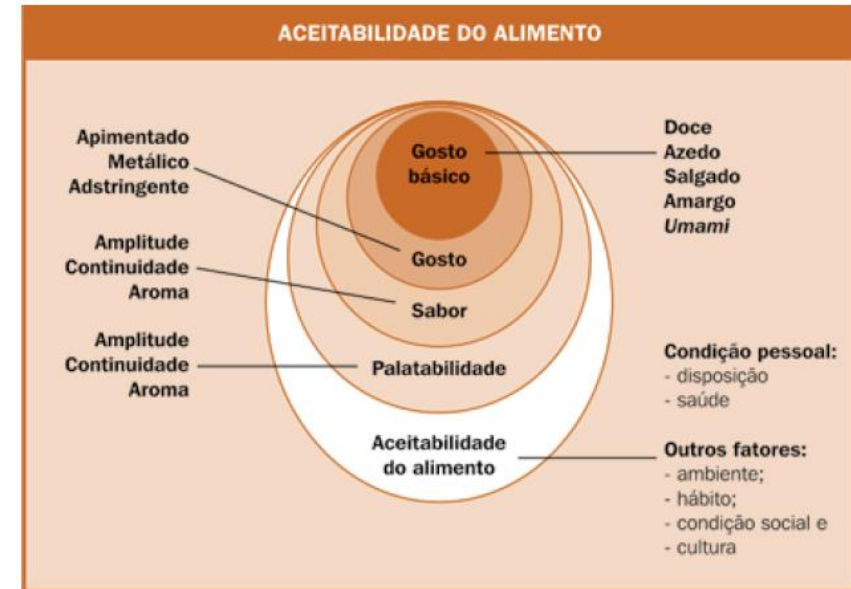 ACEITABILIDADE DO ALIMENTO
Apimentado
Metálico
Adstringente
Amplitude
Continuidade
Aroma
Amplitude
Continuidade
Aroma
Gosto
básico
Gosto
Sabor
Palatabilidade
Aceitabilidade
do alimento
Doce
Azedo
Salgado
Amargo
Umami
Condição pessoal:
- disposição
- saúde
Outros fatores:
- ambiente;
- hábito;
- condição social e
- cultura